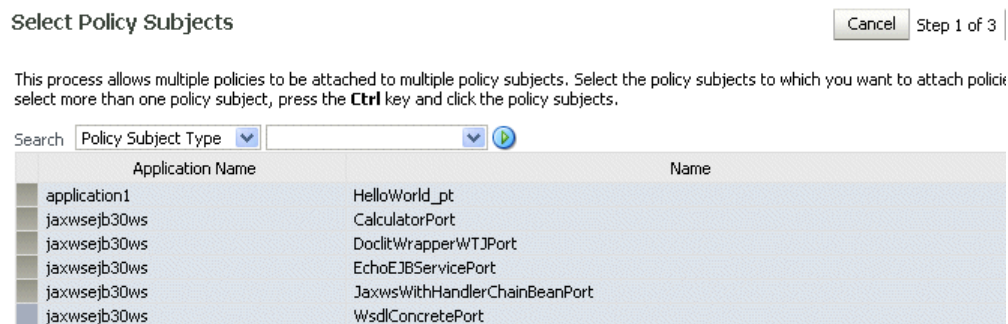 Select Policy Subjects
Cancel Step 1 of 3
This process allows multiple policies to be attached to multiple policy subjects. Select the policy subjects to which you want to attach policie
select more than one policy subject, press the Ctrl key and click the policy subjects.
Search Policy Subject Type
Application Name Name
application1 HelloWorld_pt
jaxwsejb30ws CalculatorPort
jaxwsejb30ws DoclitWrapperWTJPort
jaxwsejb30ws EchoEJBServicePort
jaxwsejb30ws JaxwsWithHandlerChainBeanPort
jaxwsejb30ws WsdlConcretePort